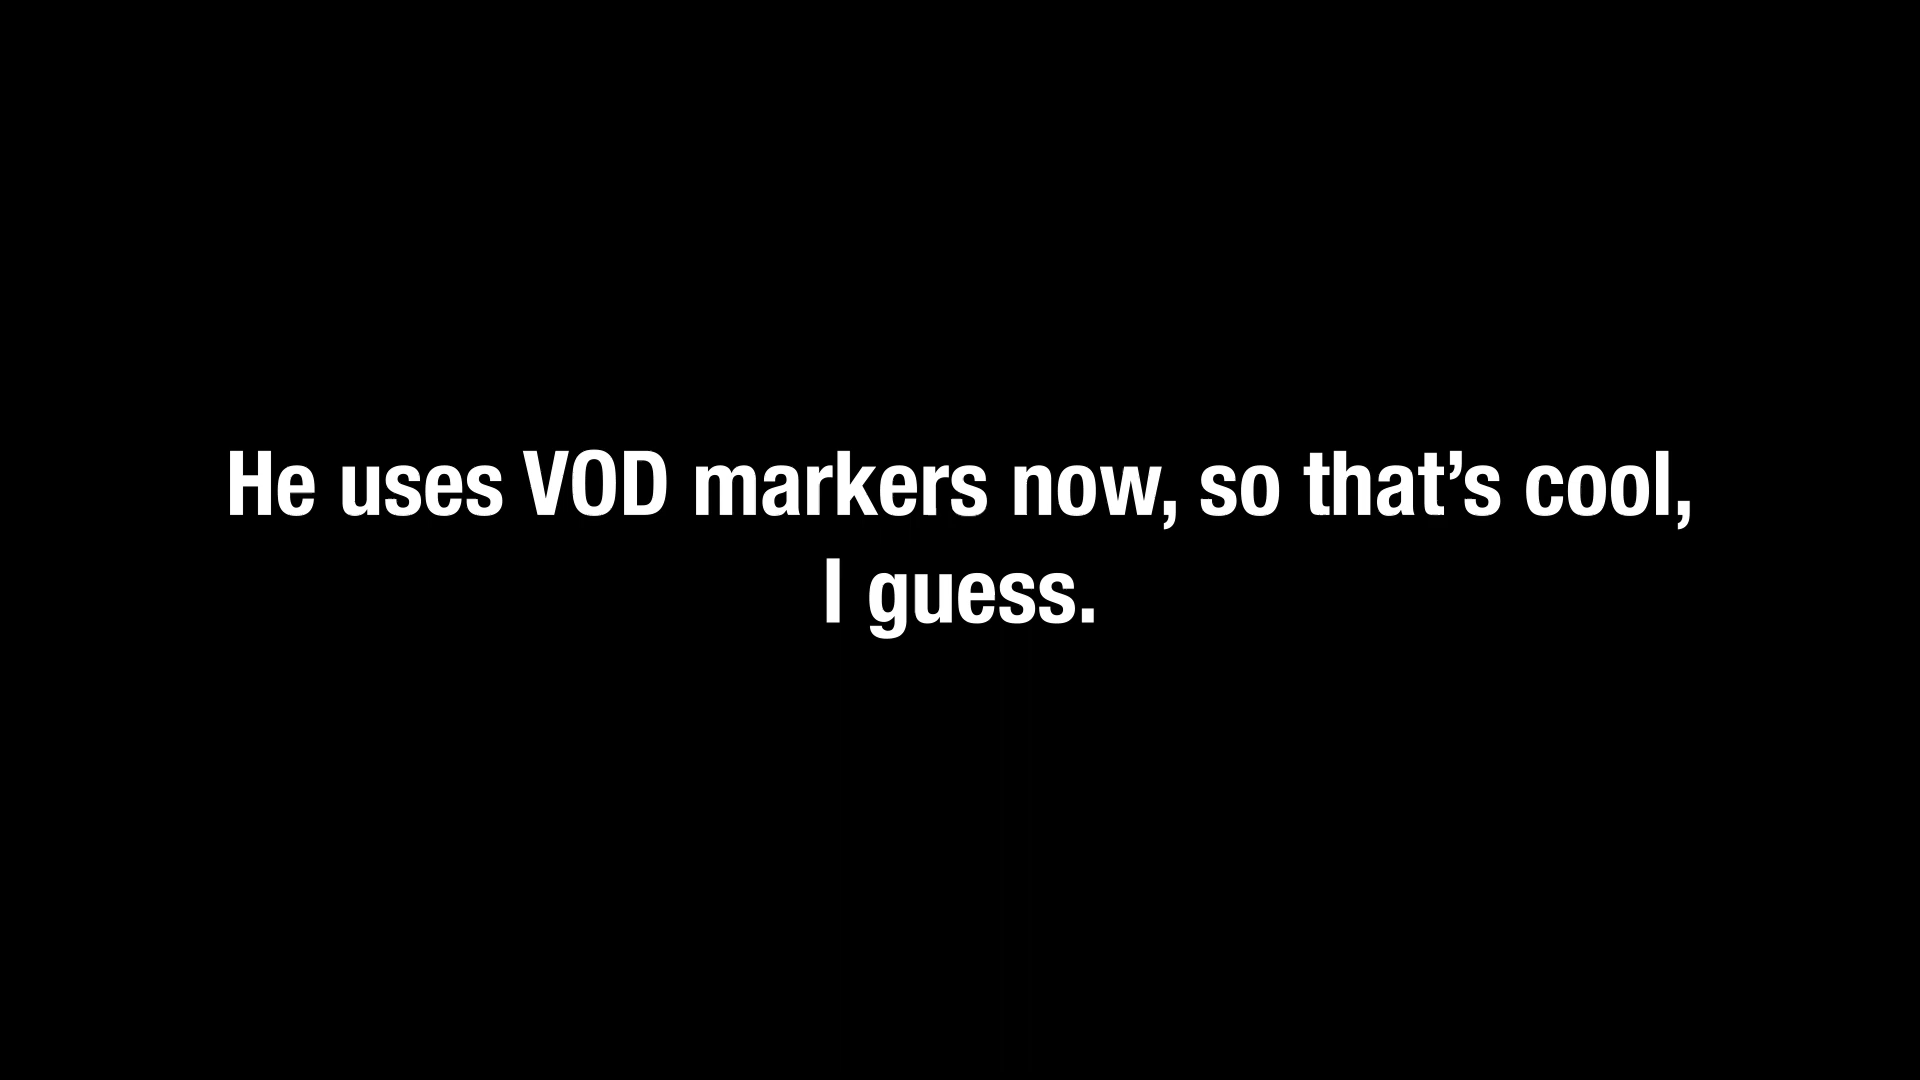 He uses VOD markers now, so that’s cool,
I guess.